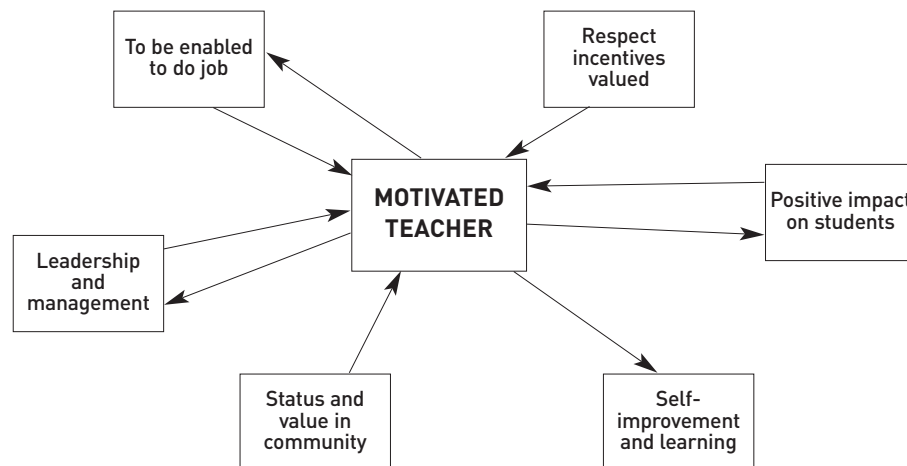 To be enabled
to do job
Respect
incentives
valued
MOTIVATED
TEACHER
Positive impact
on students
Leadership
and
management
Status and
value in
community
Self-
improvement
and learning